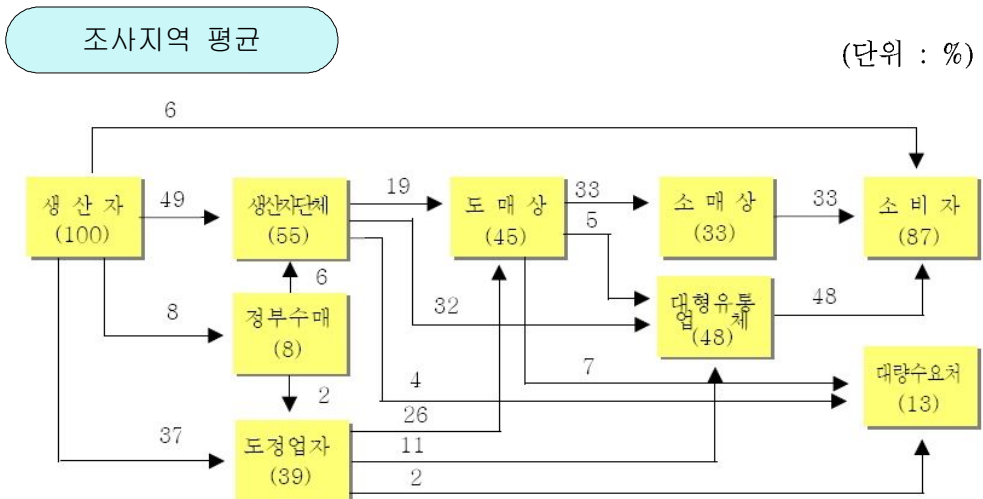 조사지역 평균
(단위 : %)
6
생 산 자
(100)
49
생산자단체
(55)
19
도 매 상
(45)
33
5
소 매 상
(33)
33
소 비 자
(87)
8
정부수매
(8)
6
32
대형유통
업 체
(48)
48
2
4
7
대량수요처
(13)
37
도정업자
(39)
26
11
2